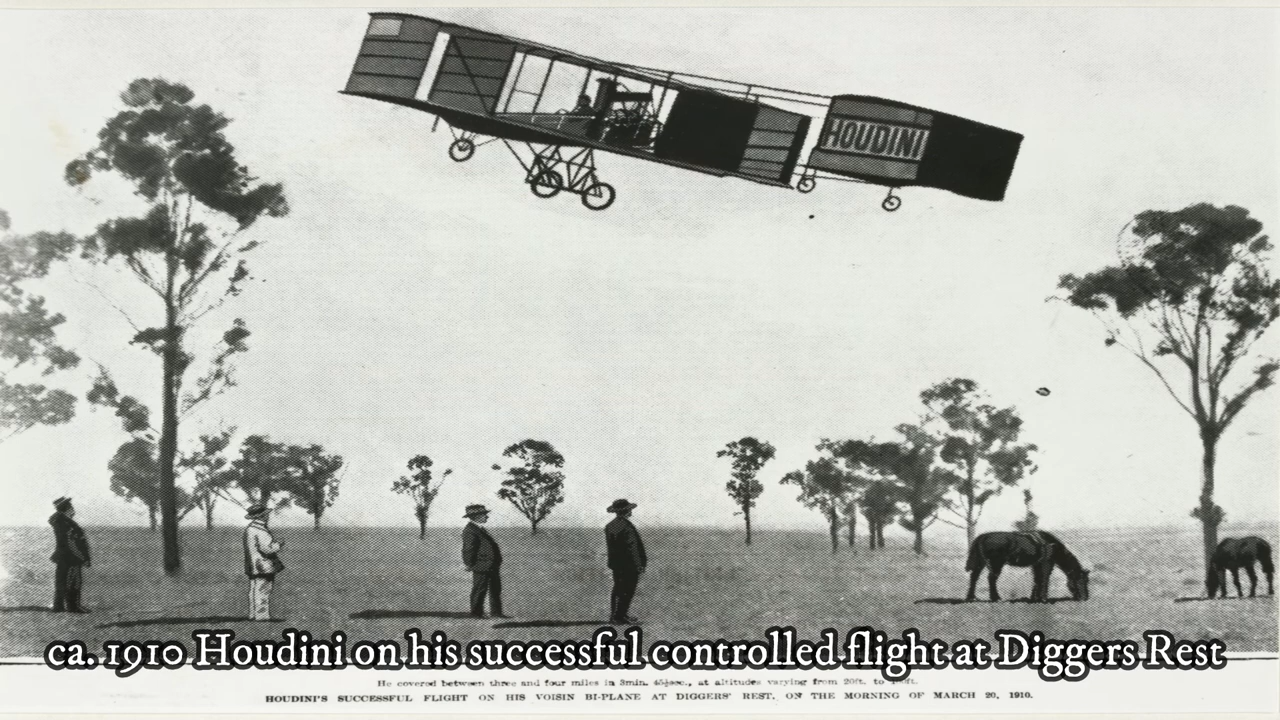 HOUDINI
ca. 1910 Houdini on his successful controlled flight at Diggers Rest
He covered between three and four miles in 3min. 45½sec., at altitudes varying from 20ft. to
HOUDINI'S SUCCESSFUL FLIGHT ON HIS VOISIN BI-PLANE AT DIGGERS' REST, ON THE MORNING OF MARCH 20, 1910.